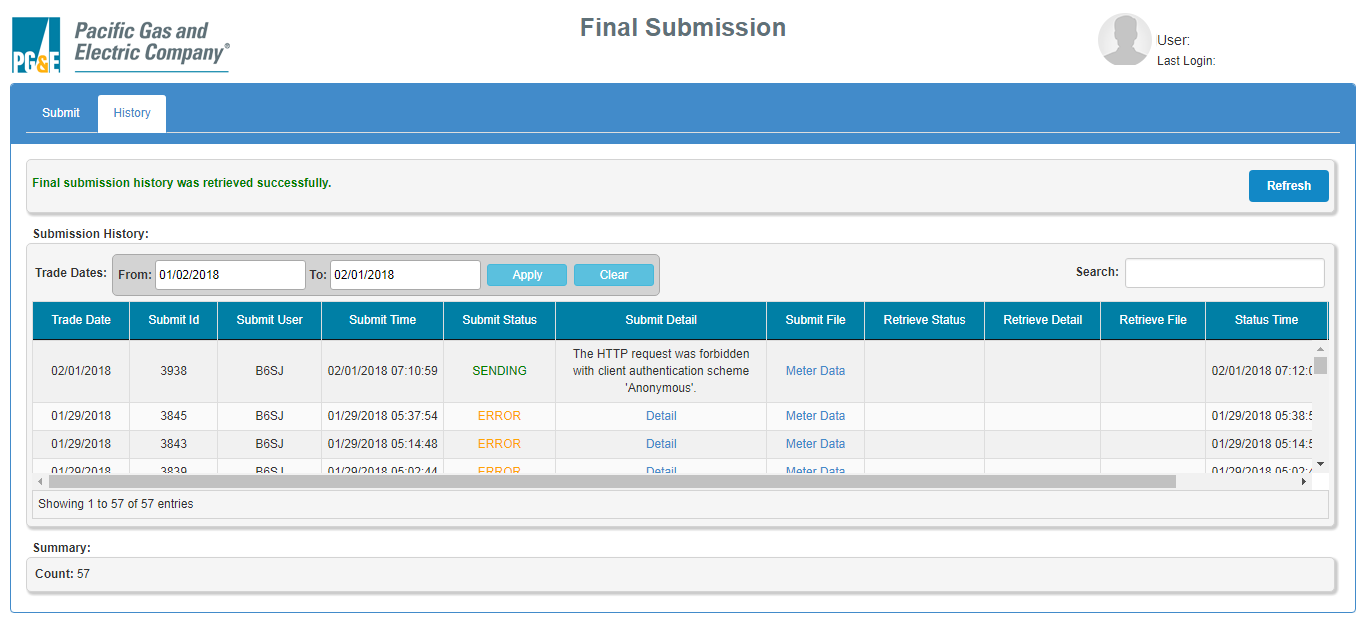 PG&E
Pacific Gas and
Electric Company®
Final Submission
User:
Last Login:
Submit History
Final submission history was retrieved successfully.
Refresh
Submission History:
Trade Dates: From: 01/02/2018 To: 02/01/2018 Apply Clear Search:
Trade Date Submit Id Submit User Submit Time Submit Status Submit Detail Submit File Retrieve Status Retrieve Detail Retrieve File Status Time
The HTTP request was forbidden
02/01/2018 3938 B6SJ 02/01/2018 07:10:59 SENDING with client authentication scheme Meter Data 02/01/2018 07:12:0
'Anonymous'.
01/29/2018 3845 B6SJ 01/29/2018 05:37:54 ERROR Detail Meter Data 01/29/2018 05:38:5
01/29/2018 3843 B6SJ 01/29/2018 05:14:48 ERROR Detail Meter Data 01/29/2018 05:14:5
01/29/2018 3839 B6SJ 01/29/2018 05:02:44 ERROR Detail Meter Data 01/29/2018 05:02:
Showing 1 to 57 of 57 entries
Summary:
Count: 57